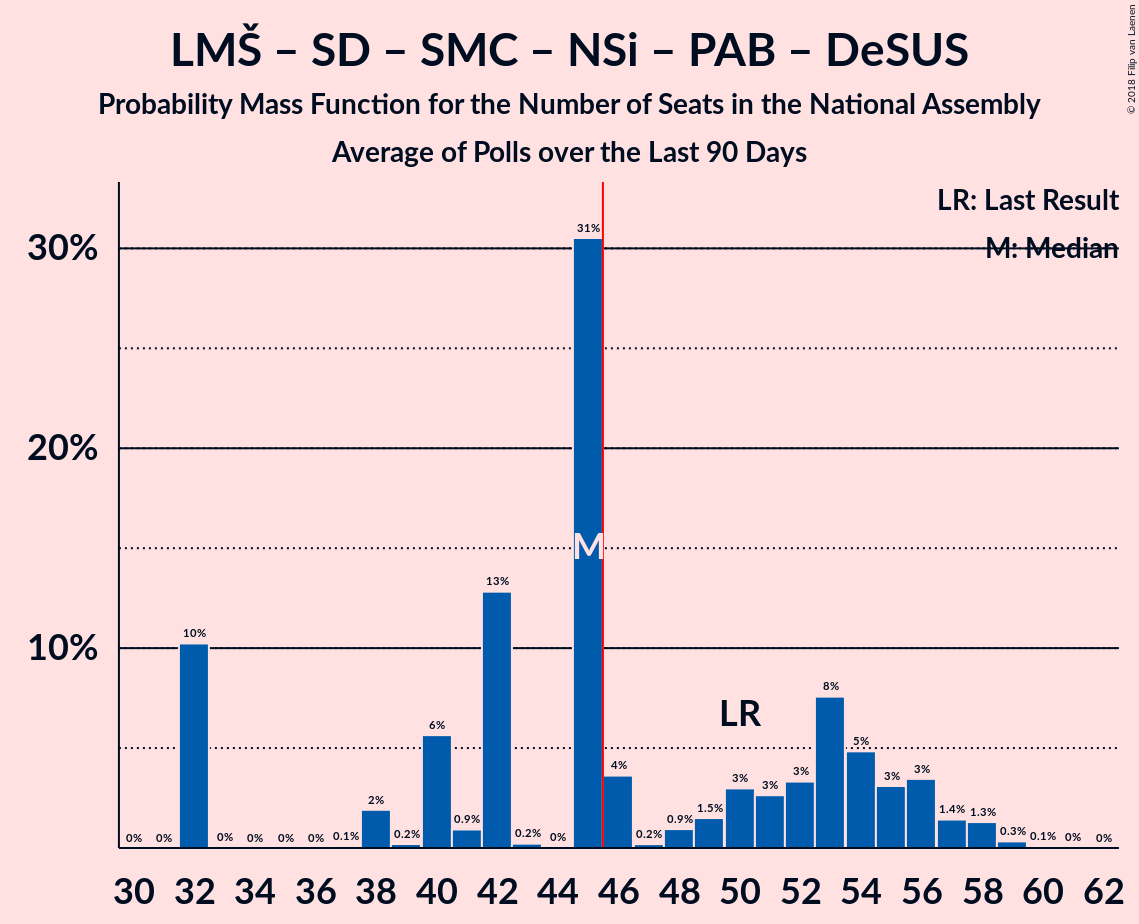 LMŠ – SD – SMC – NSi – PAB – DeSUS
Probability Mass Function for the Number of Seats in the National Assembly
Average of Polls over the Last 90 Days
© 2018 Filip van Laenen
LR: Last Result
M: Median
30%
20%
10%
0% 0% 10% 0% 0% 0% 0% 0.1% 2% 0.2% 6% 0.9% 13% 0.2% 0% 31% 4% 0.2% 0.9% 1.5% 3% 3% 3% 8% 5% 3% 3% 1.4% 1.3% 0.3% 0.1% 0% 0%
M
LR
30 32 34 36 38 40 42 44 46 48 50 52 54 56 58 60 62